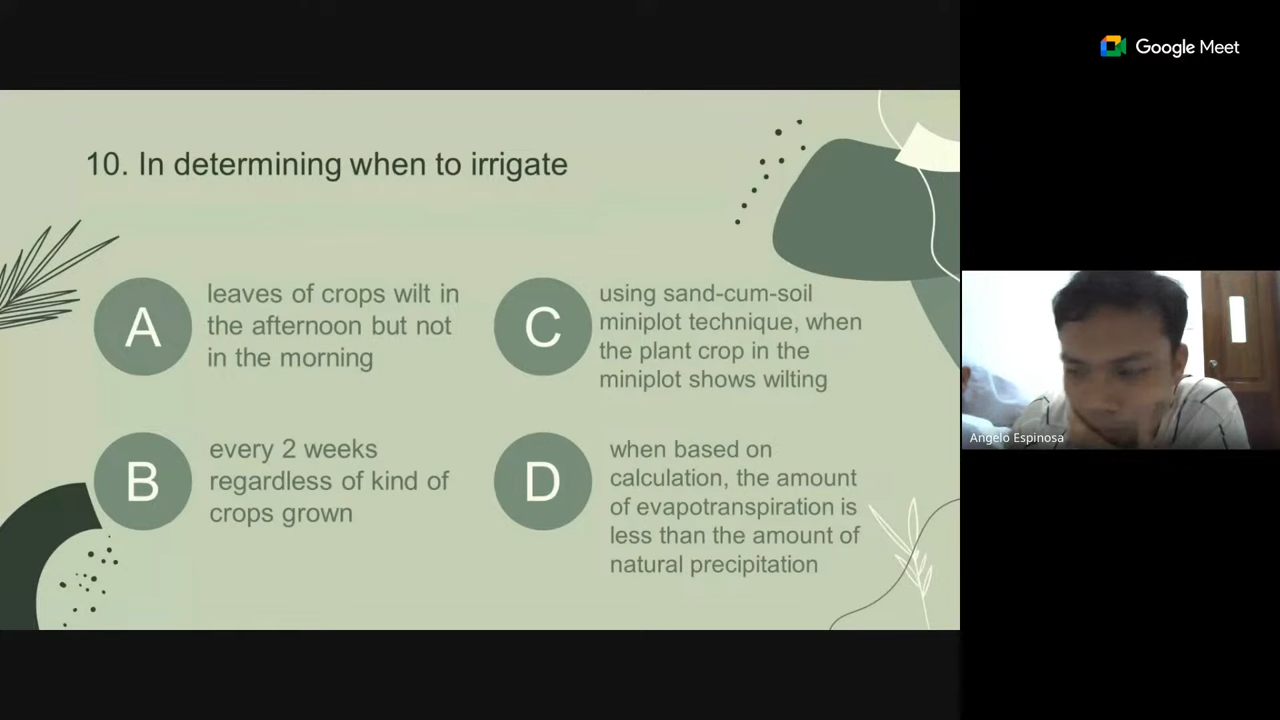 Google Meet
10. In determining when to irrigate
A
leaves of crops wilt in
the afternoon but not
in the morning
B
every 2 weeks
regardless of kind of
crops grown
C
using sand-cum-soil
miniplot technique, when
the plant crop in the
miniplot shows wilting
D
when based on
calculation, the amount
of evapotranspiration is
less than the amount of
natural precipitation
Angelo Espinosa